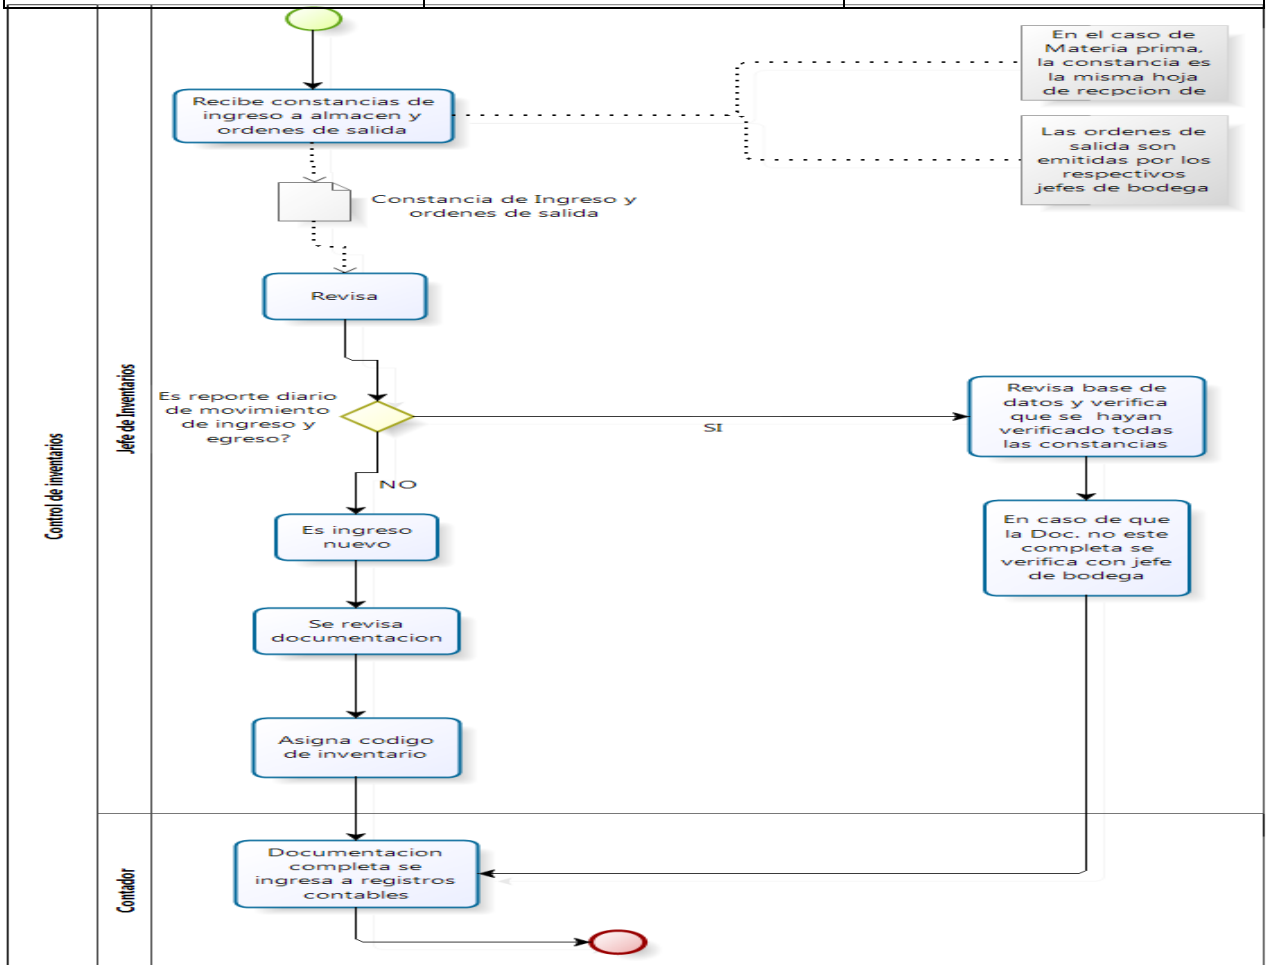 En el caso de
Materia prima,
la constancia es
la misma hoja
de recpcion de
Recibe constancias de
ingreso a almacen y
ordenes de salida
Las ordenes de
salida son
emitidas por los
respectivos
jefes de bodega
Constancia de Ingreso y
ordenes de salida
Revisa
Es reporte diario
de movimiento
de ingreso y
egreso?
SI
Revisa base de
datos y verifica
que se hayan
verificado todas
las constancias
NO
Es ingreso
nuevo
En caso de que
la Doc. no este
completa se
verifica con jefe
de bodega
Se revisa
documentacion
Asigna codigo
de inventario
Control de inventarios
Jefe de Inventarios
Contador
Documentacion
completa se
ingresa a registros
contables